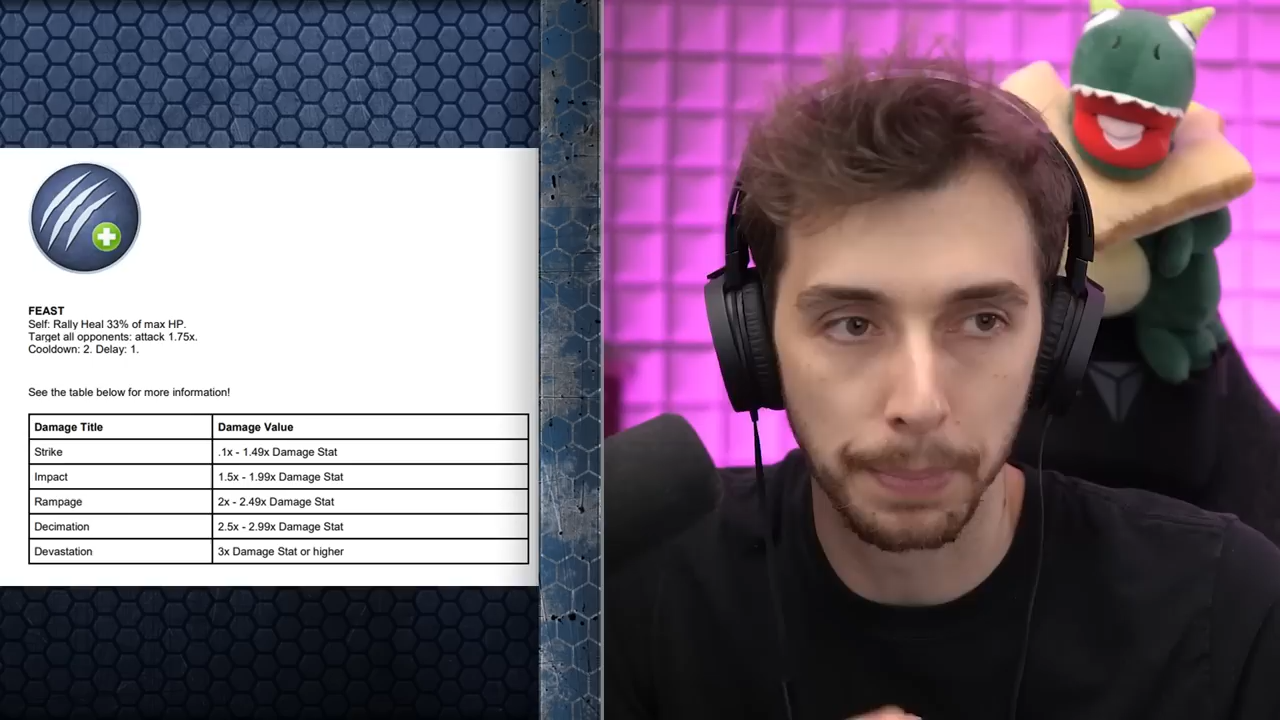 FEAST
Self: Rally Heal 33% of max HP.
Target all opponents: attack 1.75x.
Cooldown: 2. Delay: 1.
See the table below for more information!
Damage Title Damage Value
Strike .1x - 1.49x Damage Stat
Impact 1.5x - 1.99x Damage Stat
Rampage 2x - 2.49x Damage Stat
Decimation 2.5x - 2.99x Damage Stat
Devastation 3x Damage Stat or higher